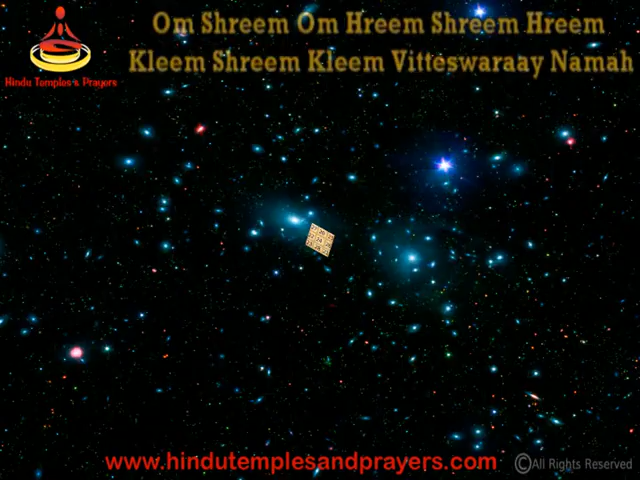 Om Shreem Om Hreem Shreem Hreem
Kleem Shreem Kleem Vitteswaraay Namah
Hindu Temples n Prayers
www.hindutemplesandprayers.com
©All Rights Reserved